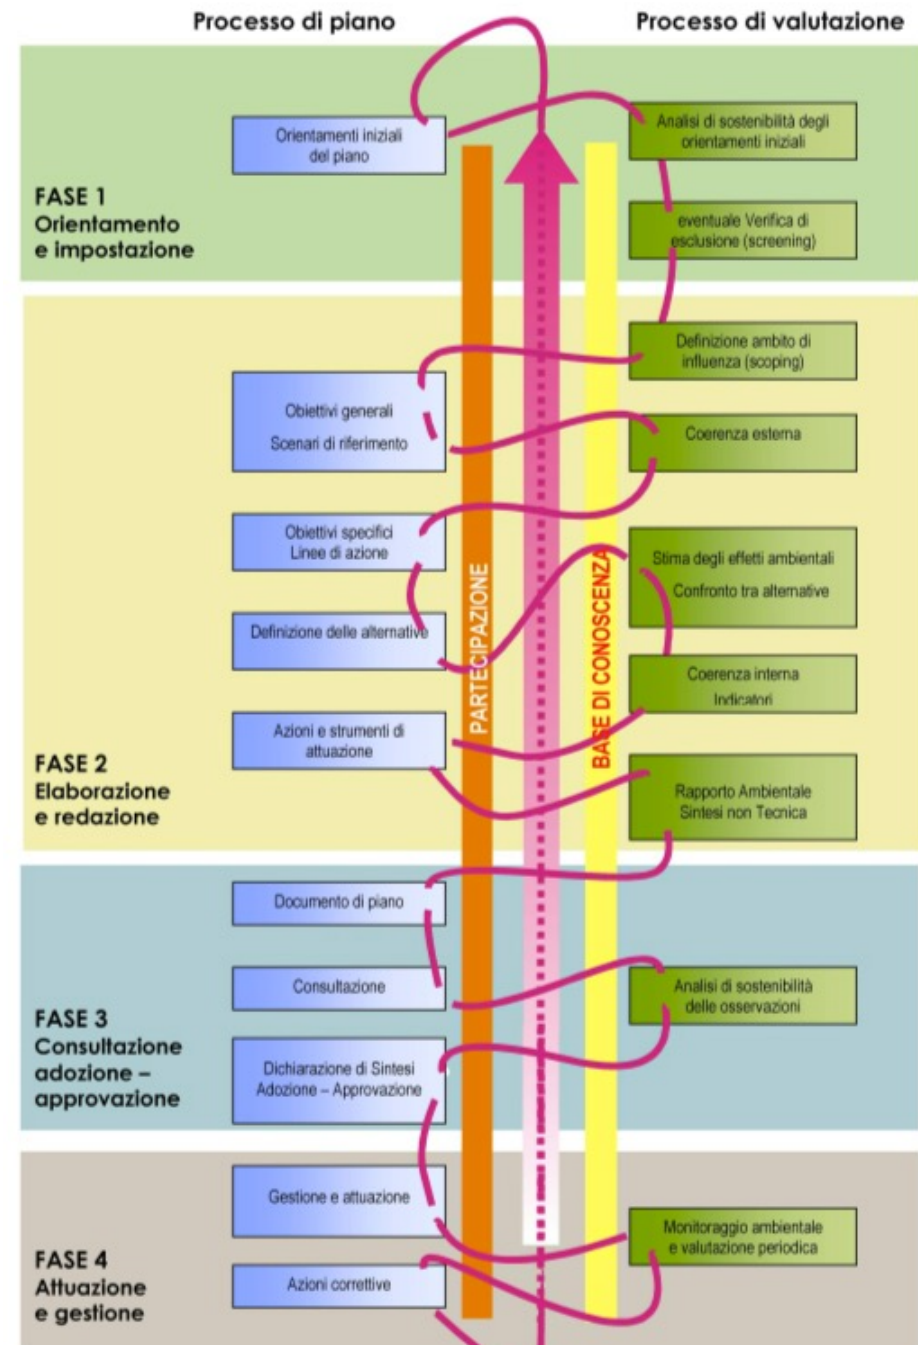 Processo di piano
Processo di valutazione
FASE 1
Orientamento
e impostazione
Orientamenti iniziali
del piano
Analisi di sostenibilità degli
orientamenti iniziali
eventuale Verifica di
esclusione (screening)
FASE 2
Elaborazione
e redazione
Definizione ambito di
influenza (scoping)
Obiettivi generali
Scenari di riferimento
Coerenza esterna
Obiettivi specifici
Linee di azione
Stima degli effetti ambientali
Confronto tra alternative
Definizione delle alternative
Coerenza interna
Indicatori
Azioni e strumenti di
attuazione
Rapporto Ambientale
Sintesi non Tecnica
PARTECIPAZIONE
BASE DI CONOSCENZA
FASE 3
Consultazione
adozione –
approvazione
Documento di piano
Consultazione
Analisi di sostenibilità
delle osservazioni
Dichiarazione di Sintesi
Adozione – Approvazione
FASE 4
Attuazione
e gestione
Gestione e attuazione
Monitoraggio ambientale
e valutazione periodica
Azioni correttive